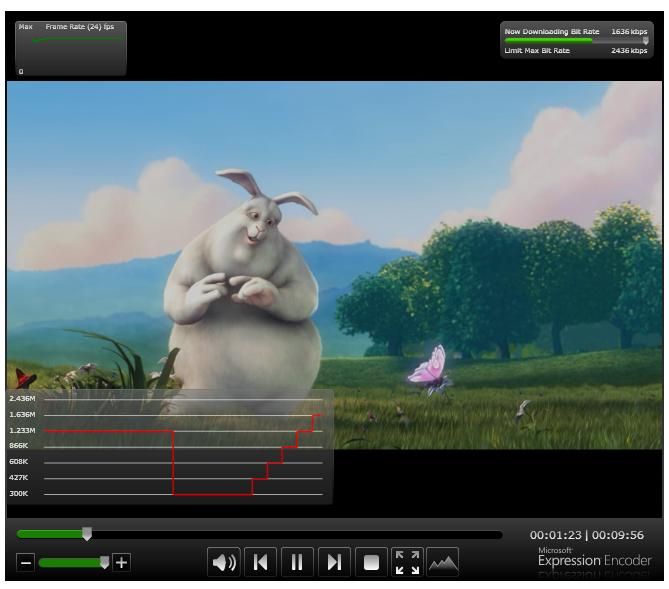 Max Frame Rate (24) fps
0
Now Downloading Bit Rate 1636 kbps
Limit Max Bit Rate 2436 kbps
2.436M
1.636M
1.233M
866K
608K
427K
300K
00:01:23 | 00:09:56
Microsoft®
Expression Encoder